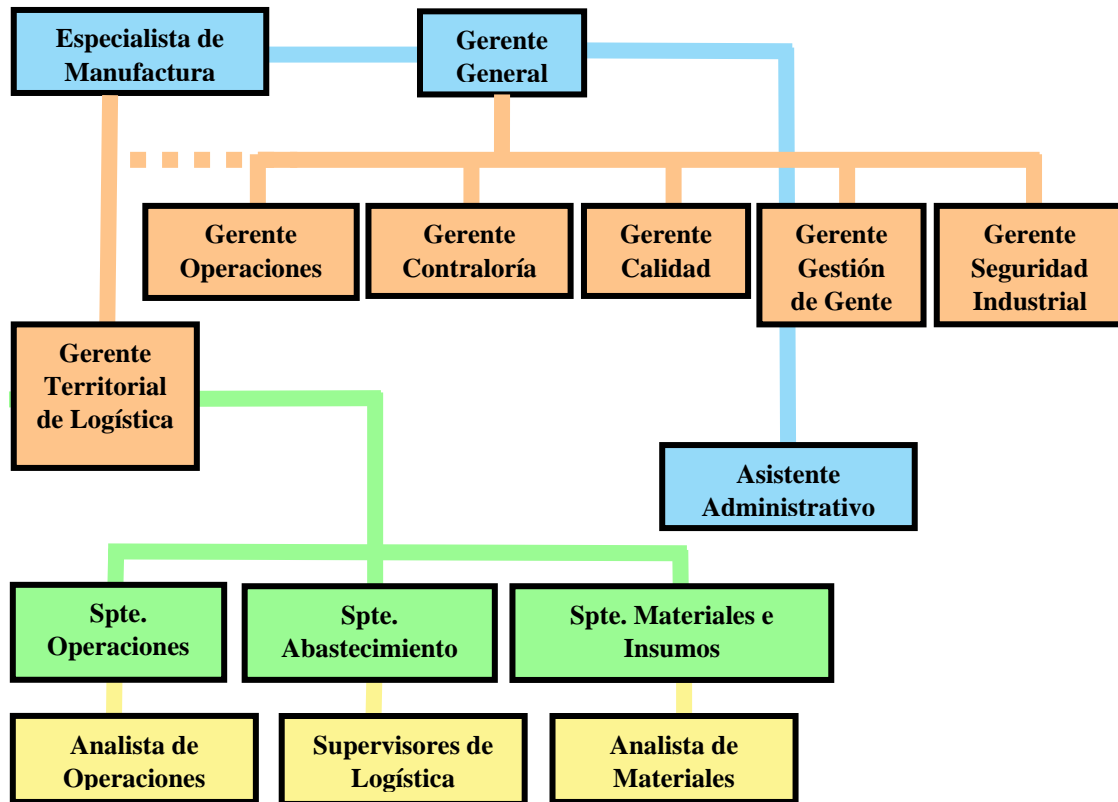 Especialista de
Manufactura
Gerente
General
Gerente
Operaciones
Gerente
Contraloría
Gerente
Calidad
Gerente
Gestión
de Gente
Gerente
Seguridad
Industrial
Gerente
Territorial
de Logística
Asistente
Administrativo
Spte.
Operaciones
Spte.
Abastecimiento
Spte. Materiales e
Insumos
Analista de
Operaciones
Supervisores de
Logística
Analista de
Materiales